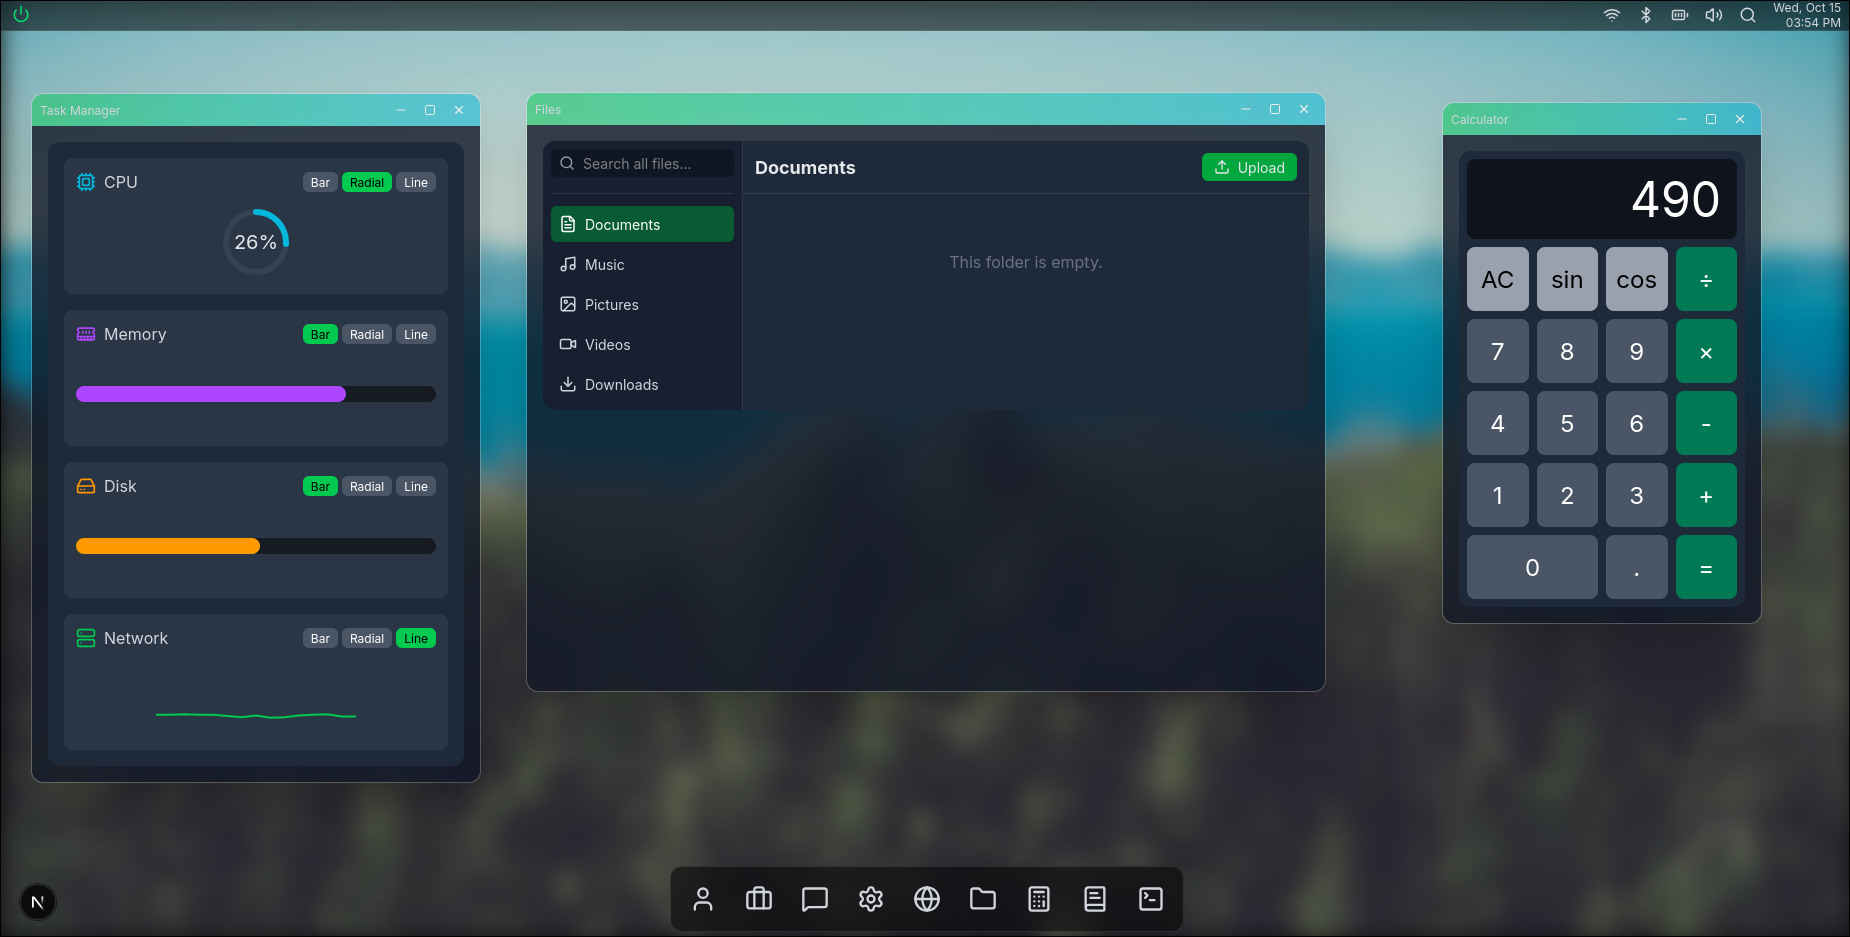 Wed, Oct 15
03:54 PM
Task Manager
CPU
Bar Radial Line
26%
Memory
Bar Radial Line
Disk
Bar Radial Line
Network
Bar Radial Line
Files
Search all files...
Documents
Music
Pictures
Videos
Downloads
Documents
Upload
This folder is empty.
Calculator
490
AC sin cos ÷
7 8 9 ×
4 5 6 -
1 2 3 +
0 . =
N